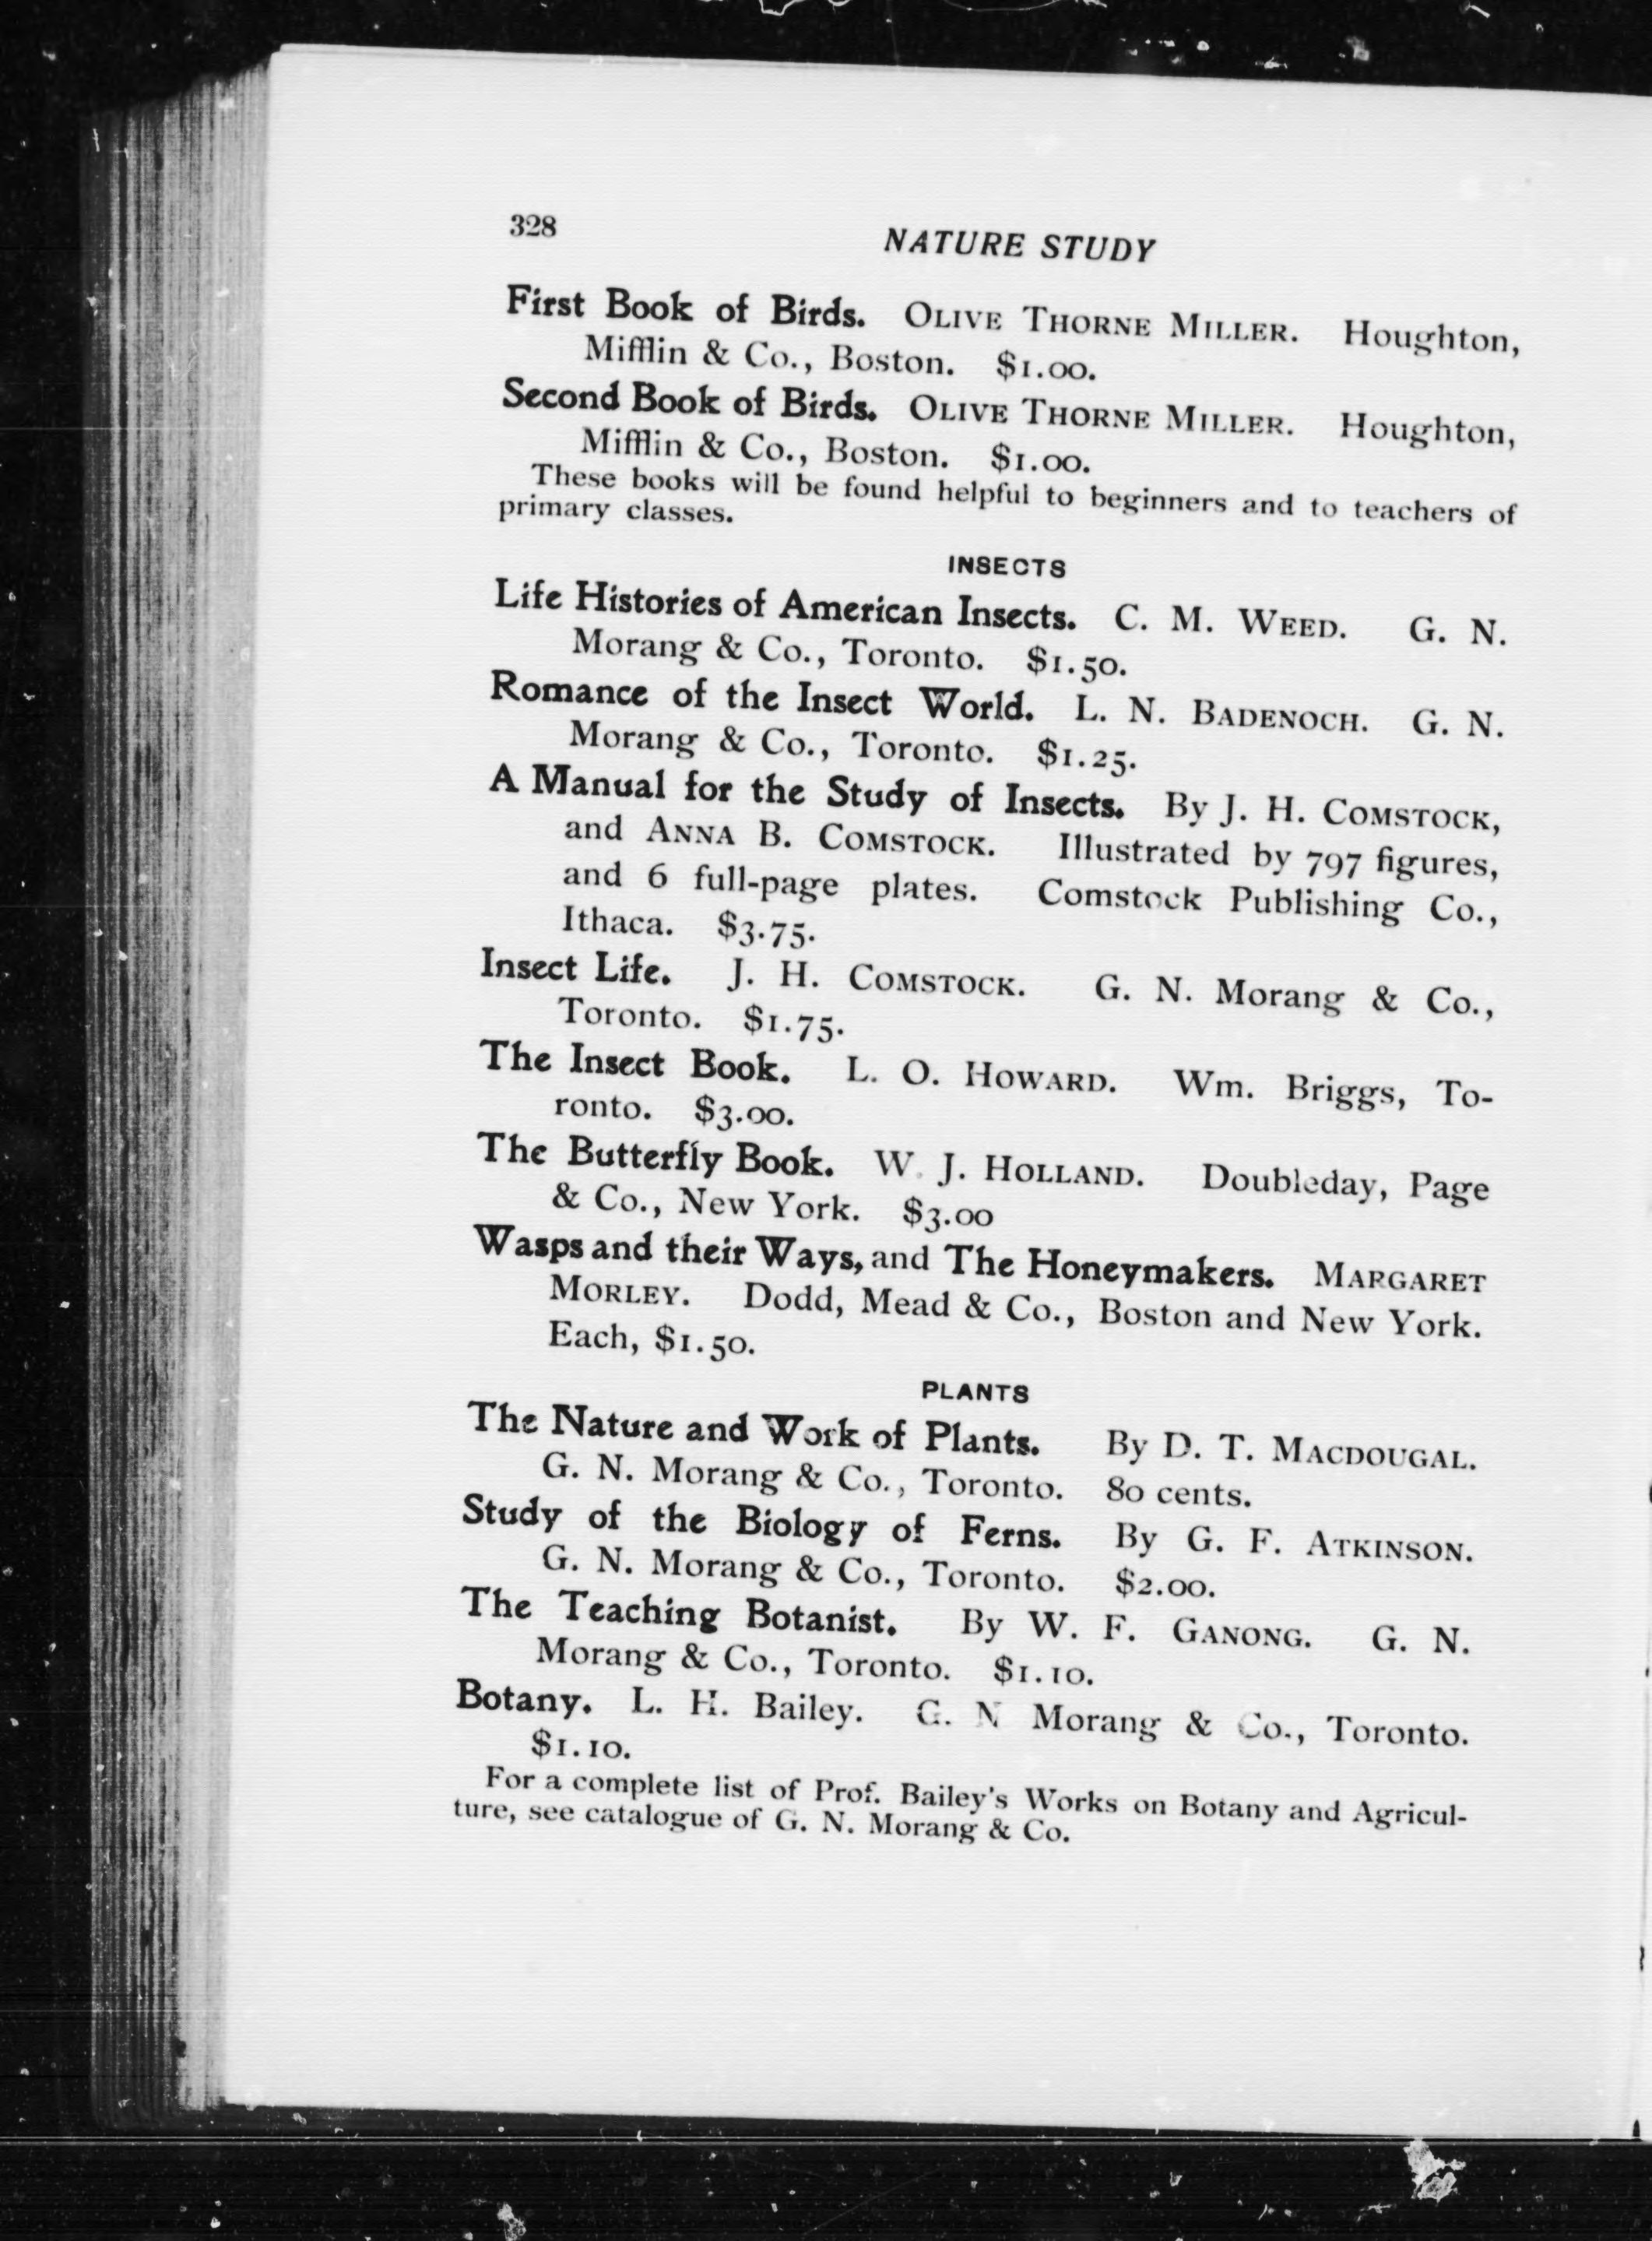 328
NATURE STUDY
First Book of Birds. OLIVE THORNE MILLER. Houghton,
Mifflin & Co., Boston. $1.00.
Second Book of Birds. OLIVE THORNE MILLER. Houghton,
Mifflin & Co., Boston. $1.00.
These books will be found helpful to beginners and to teachers of
primary classes.
INSECTS
Life Histories of American Insects. C. M. WEED. G. N.
Morang & Co., Toronto. $1.50.
Romance of the Insect World. L. N. BADENOCH. G. N.
Morang & Co., Toronto. $1.25.
A Manual for the Study of Insects. By J. H. COMSTOCK,
and ANNA B. COMSTOCK. Illustrated by 797 figures,
and 6 full-page plates. Comstock Publishing Co.,
Ithaca. $3.75.
Insect Life. J. H. COMSTOCK. G. N. Morang & Co.,
Toronto. $1.75.
The Insect Book. L. O. HOWARD. Wm. Briggs, To-
ronto. $3.00.
The Butterfly Book. W. J. HOLLAND. Doubleday, Page
& Co., New York. $3.00
Wasps and their Ways, and The Honeymakers. MARGARET
MORLEY. Dodd, Mead & Co., Boston and New York.
Each, $1.50.
PLANTS
The Nature and Work of Plants. By D. T. MACDOUGAL.
G. N. Morang & Co., Toronto. 80 cents.
Study of the Biology of Ferns. By G. F. ATKINSON.
G. N. Morang & Co., Toronto. $2.00.
The Teaching Botanist. By W. F. GANONG. G. N.
Morang & Co., Toronto. $1.10.
Botany. L. H. Bailey. G. N Morang & Co., Toronto.
$1.10.
For a complete list of Prof. Bailey's Works on Botany and Agricul-
ture, see catalogue of G. N. Morang & Co.